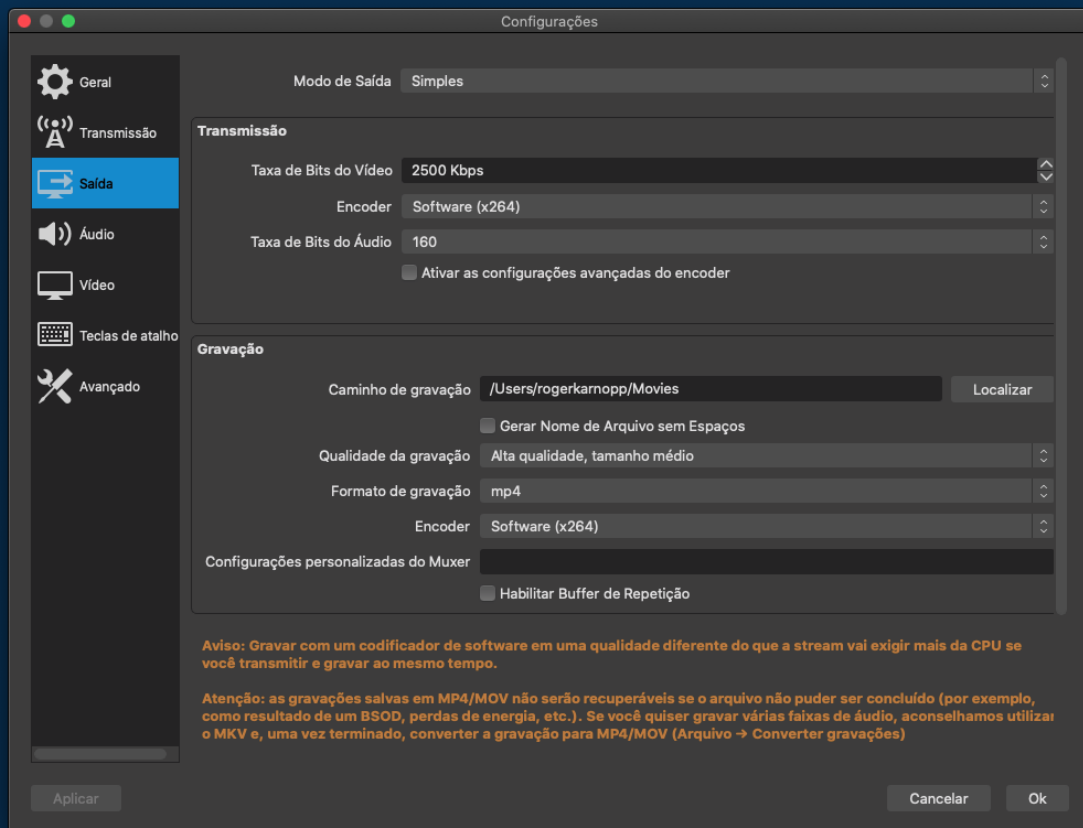 Configurações
Geral
Transmissão
Saída
Áudio
Vídeo
Teclas de atalho
Avançado
Modo de Saída Simples
Transmissão
Taxa de Bits do Vídeo 2500 Kbps
Encoder Software (x264)
Taxa de Bits do Áudio 160
Ativar as configurações avançadas do encoder
Gravação
Caminho de gravação /Users/rogerkarnopp/Movies Localizar
Gerar Nome de Arquivo sem Espaços
Qualidade da gravação Alta qualidade, tamanho médio
Formato de gravação mp4
Encoder Software (x264)
Configurações personalizadas do Muxer
Habilitar Buffer de Repetição
Aviso: Gravar com um codificador de software em uma qualidade diferente do que a stream vai exigir mais da CPU se
você transmitir e gravar ao mesmo tempo.
Atenção: as gravações salvas em MP4/MOV não serão recuperáveis se o arquivo não puder ser concluído (por exemplo,
como resultado de um BSOD, perdas de energia, etc.). Se você quiser gravar várias faixas de áudio, aconselhamos utilizar
o MKV e, uma vez terminado, converter a gravação para MP4/MOV (Arquivo → Converter gravações)
Aplicar Cancelar Ok